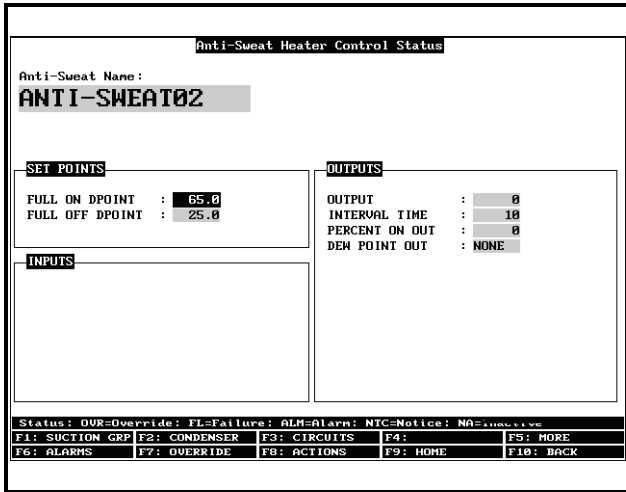 Anti-Sweat Heater Control Status
Anti-Sweat Name:
ANTI-SWEAT02
SET POINTS
FULL ON DPOINT : 65.0
FULL OFF DPOINT : 25.0
INPUTS
OUTPUTS
OUTPUT : 0
INTERVAL TIME : 10
PERCENT ON OUT : 0
DEW POINT OUT : NONE
Status: OVR=Override: FL=Failure: ALM=Alarm: NTC=Notice: NA=inactive
F1: SUCTION GRP F2: CONDENSER F3: CIRCUITS F4: F5: MORE
F6: ALARMS F7: OVERRIDE F8: ACTIONS F9: HOME F10: BACK